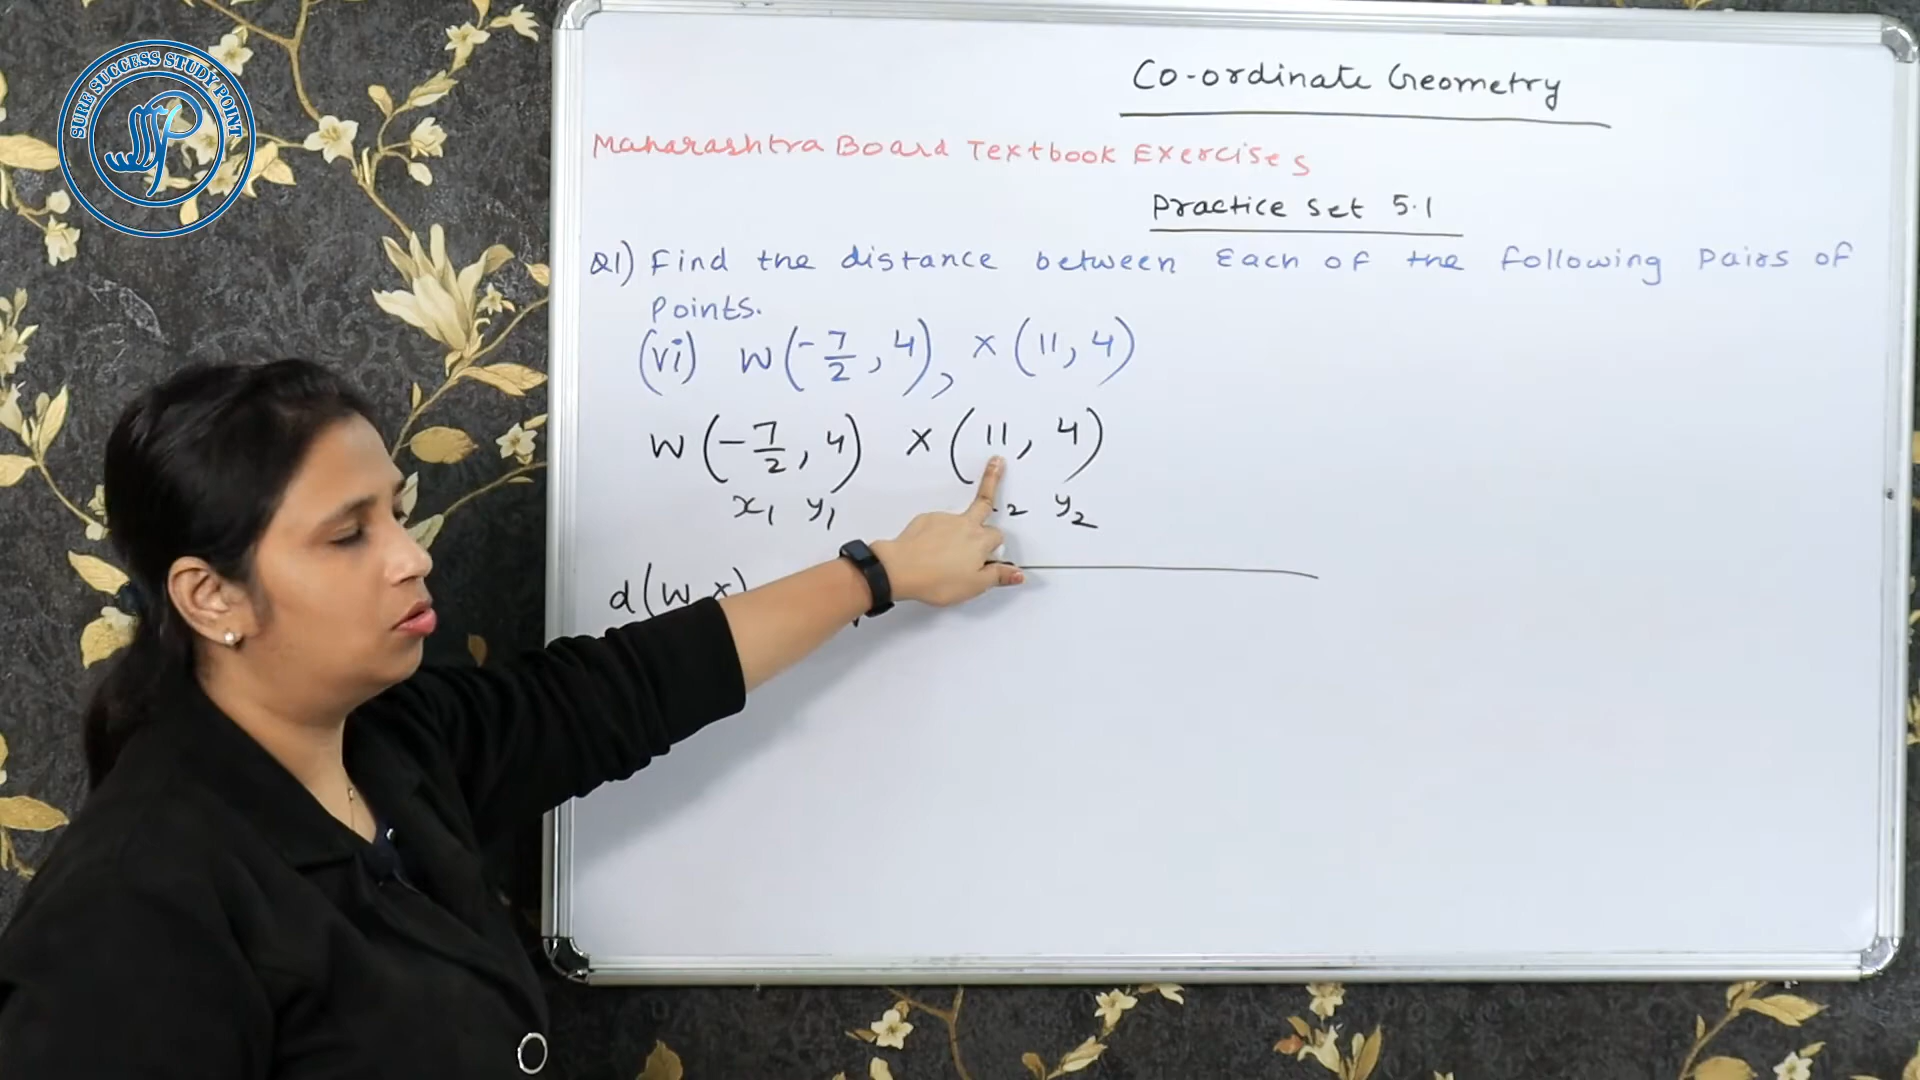 SURE SUCCESS STUDY POINT
SSP
Co-ordinate Geometry
Maharashtra Board Textbook Exercises
Practice Set 5.1
Q1) Find the distance between Each of the following Pairs of
Points.
(vi) W(-7/2, 4), X(11, 4)
W(-7/2, 4) X(11, 4)
x₁ y₁ ₂ y₂
d(W, X)